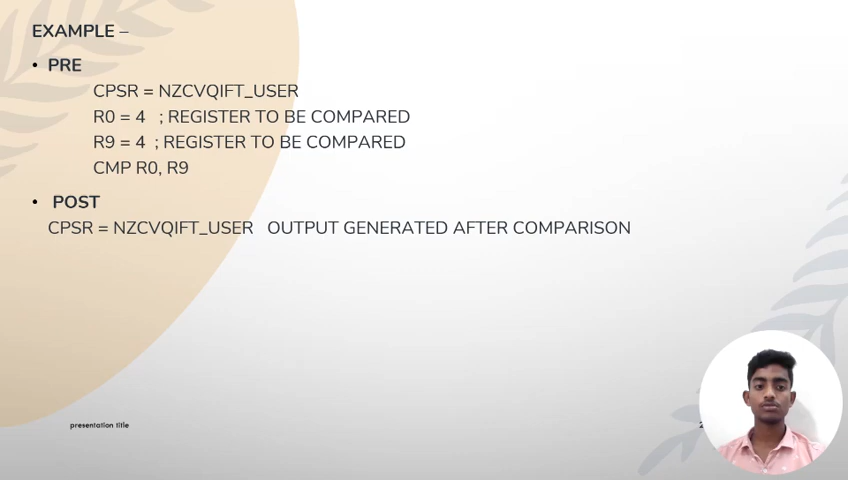 EXAMPLE –
• PRE
CPSR = NZCVQIFT_USER
R0 = 4 ; REGISTER TO BE COMPARED
R9 = 4 ; REGISTER TO BE COMPARED
CMP R0, R9
• POST
CPSR = NZCVQIFT_USER OUTPUT GENERATED AFTER COMPARISON
presentation title